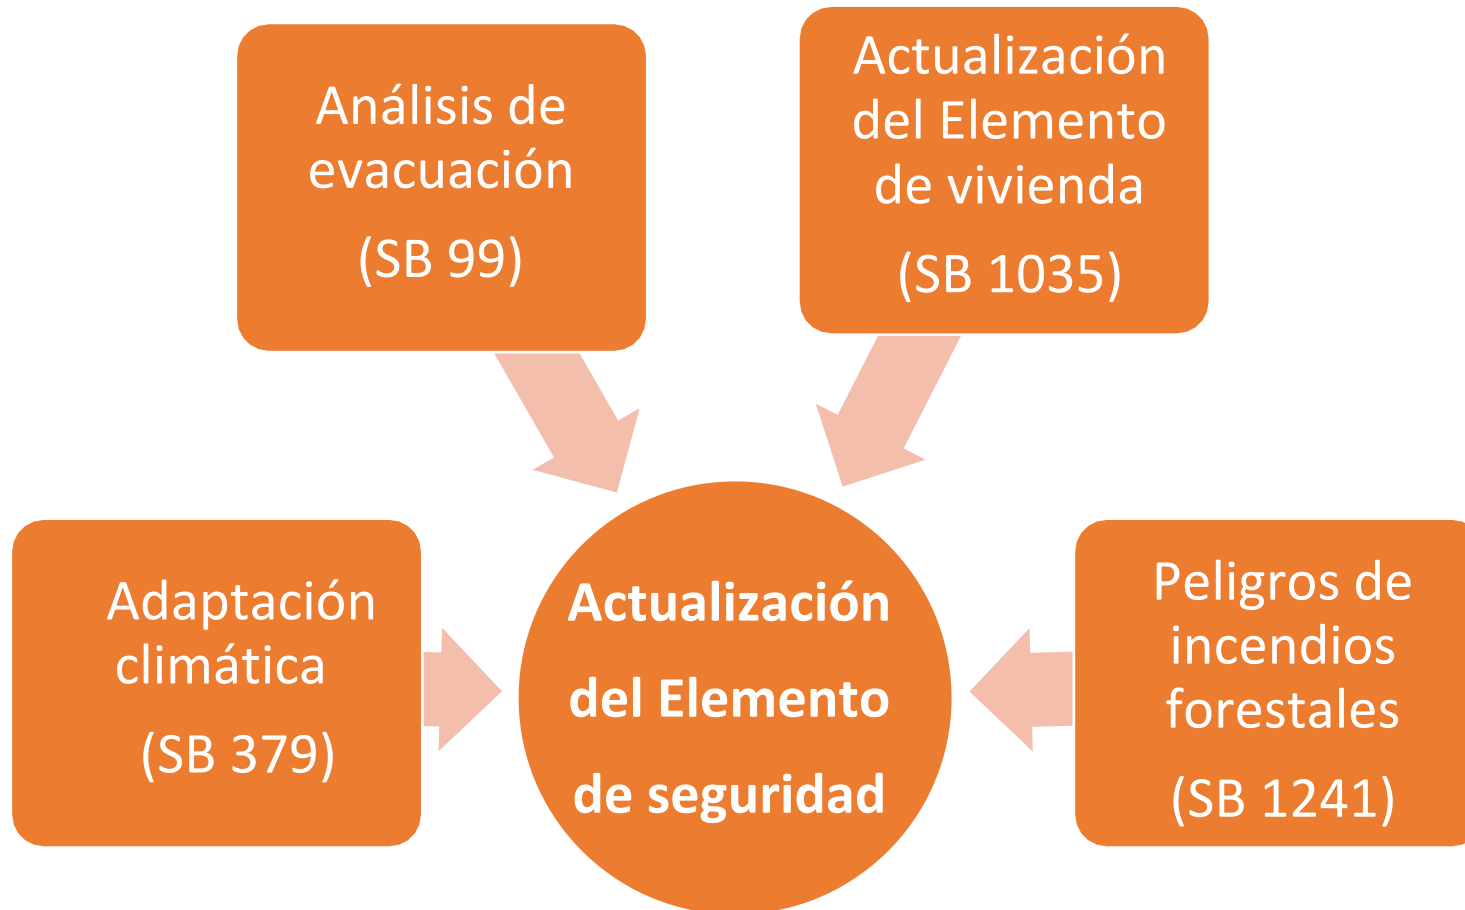 Análisis de
evacuación
(SB 99)
Actualización
del Elemento
de vivienda
(SB 1035)
Adaptación
climática
(SB 379)
Actualización
del Elemento
de seguridad
Peligros de
incendios
forestales
(SB 1241)